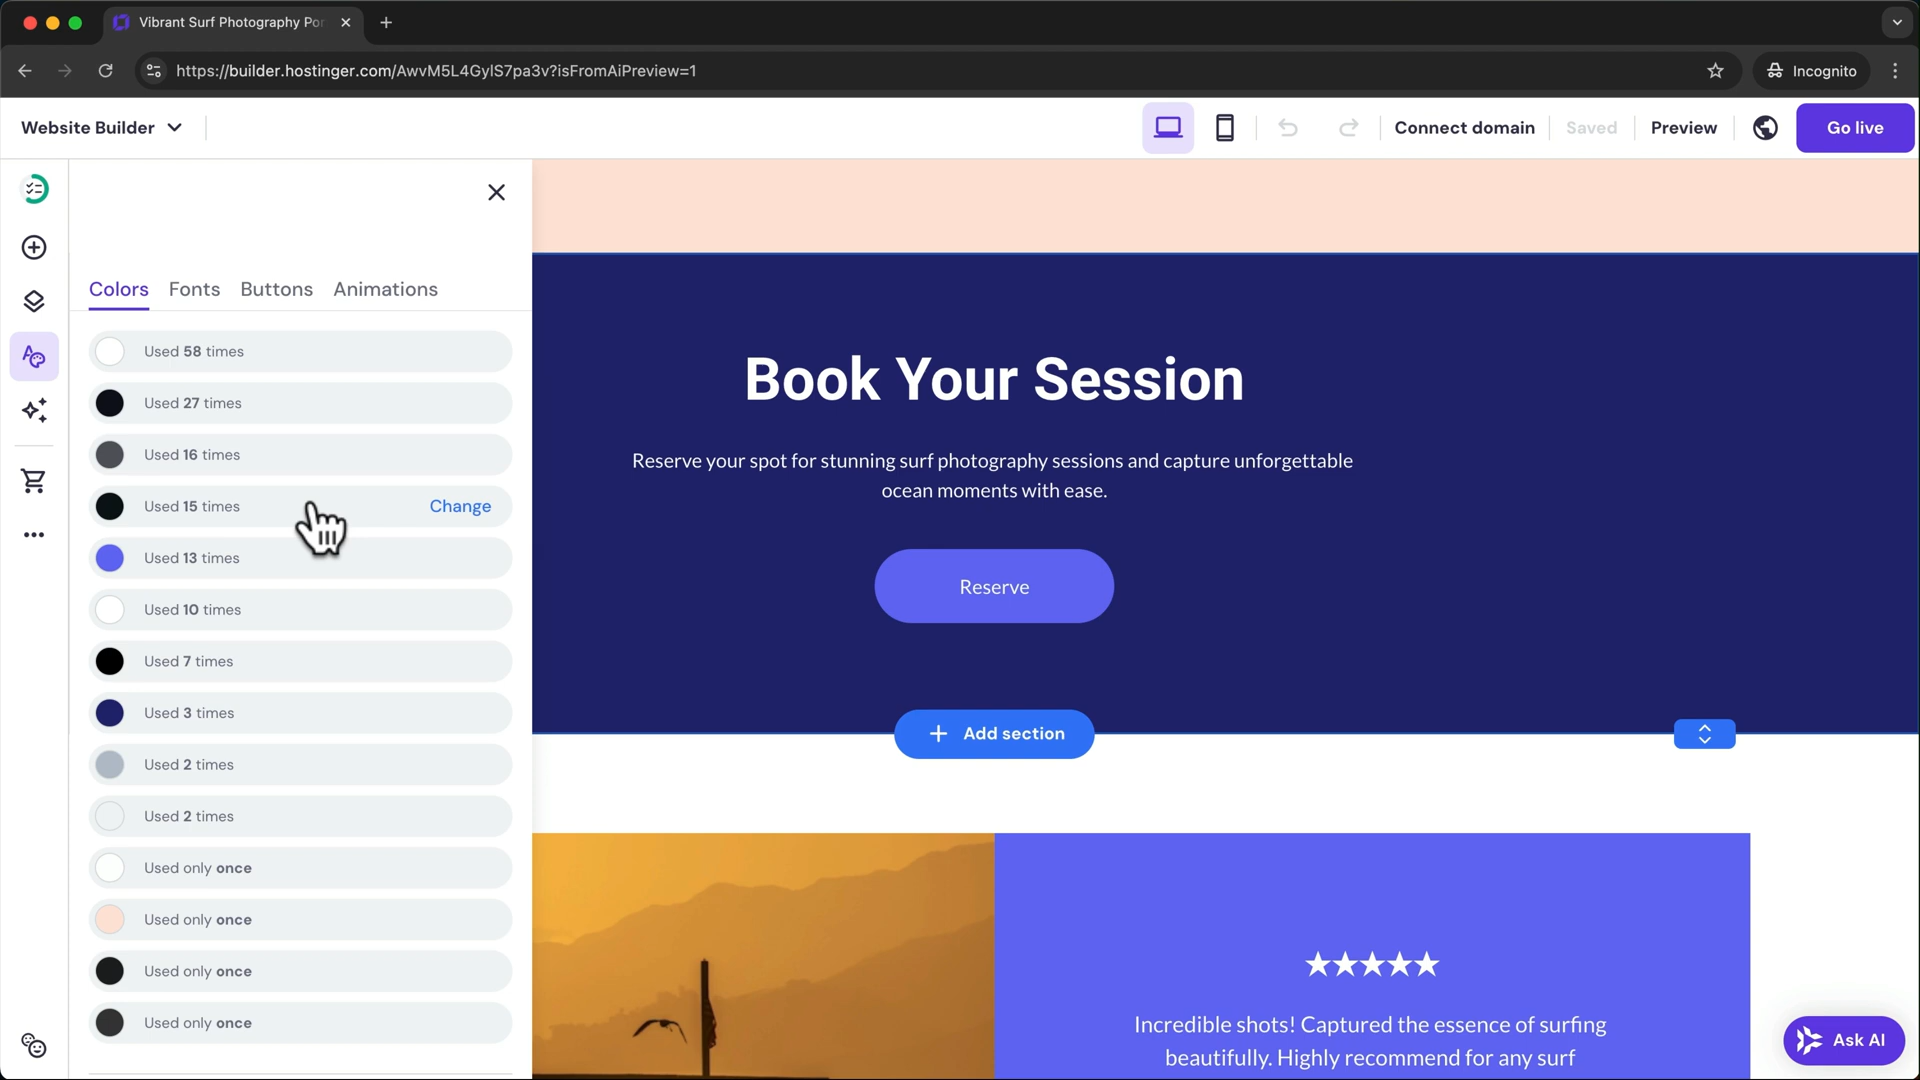 Vibrant Surf Photography Por
https://builder.hostinger.com/AwvM5L4GylS7pa3v?isFromAiPreview=1
Incognito
Website Builder
Connect domain
Saved
Preview
Go live
Colors
Fonts
Buttons
Animations
Used 58 times
Used 27 times
Used 16 times
Used 15 times
Change
Used 13 times
Used 10 times
Used 7 times
Used 3 times
Used 2 times
Used 2 times
Used only once
Used only once
Used only once
Used only once
Book Your Session
Reserve your spot for stunning surf photography sessions and capture unforgettable
ocean moments with ease.
Reserve
+ Add section
★★★★★
Incredible shots! Captured the essence of surfing
beautifully. Highly recommend for any surf
Ask AI